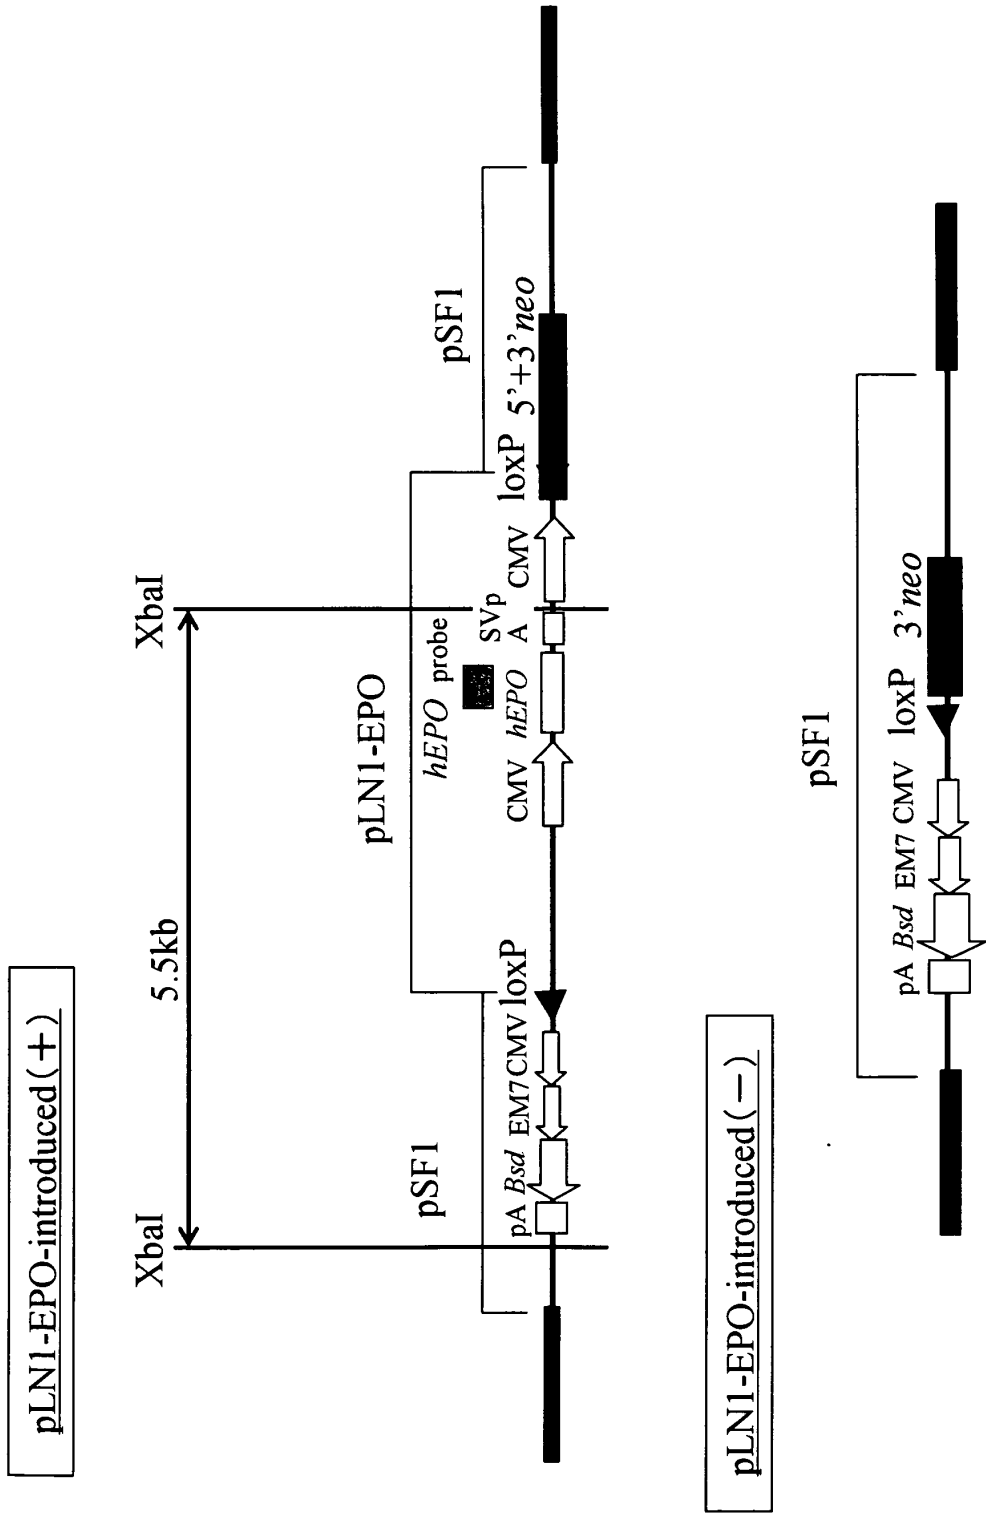 pLN1-EPO-introduced(+)
XbaI
5.5kb
XbaI
pSF1
pLN1-EPO
pSF1
hEPO probe
pA Bsd EM7 CMV loxP
CMV hEPO SVp
A
CMV loxP 5'+3'neo
pLN1-EPO-introduced(-)
pSF1
pA Bsd EM7 CMV loxP 3'neo